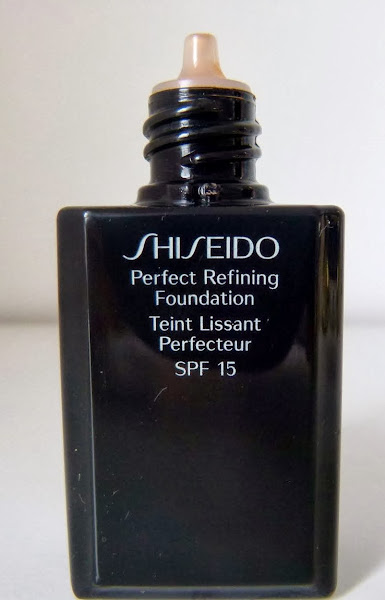 SHISEIDO
Perfect Refining
Foundation
Teint Lissant
Perfecteur
SPF 15